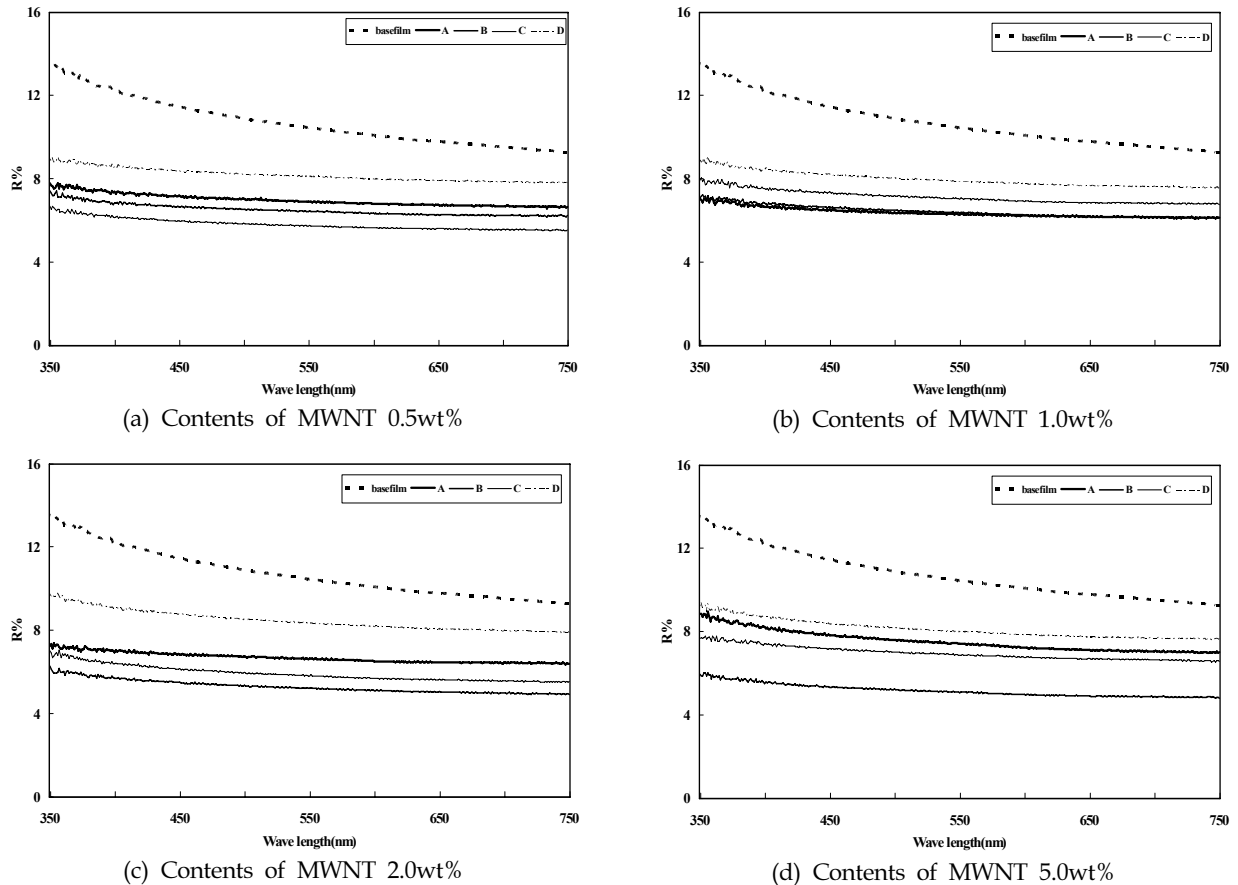 16
12
8
4
0
R%
basefilm A B C D
350 450 550 650 750
Wave length(nm)
(a) Contents of MWNT 0.5wt%
16
12
8
4
0
R%
basefilm A B C D
350 450 550 650 750
Wave length(nm)
(b) Contents of MWNT 1.0wt%
16
12
8
4
0
R%
basefilm A B C D
350 450 550 650 750
Wave length(nm)
(c) Contents of MWNT 2.0wt%
16
12
8
4
0
R%
basefilm A B C D
350 450 550 650 750
Wave length(nm)
(d) Contents of MWNT 5.0wt%